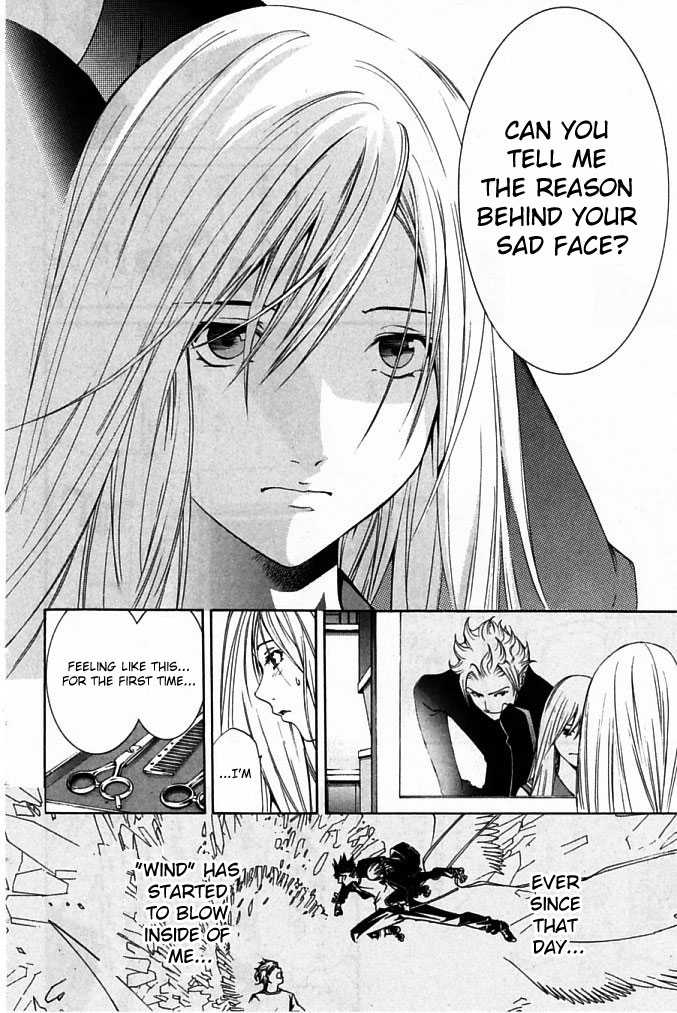 CAN YOU
TELL ME
THE REASON
BEHIND YOUR
SAD FACE?
...I'M
FEELING LIKE THIS...
FOR THE FIRST TIME...
EVER
SINCE
THAT
DAY...
"WIND" HAS
STARTED
TO BLOW
INSIDE OF
ME...